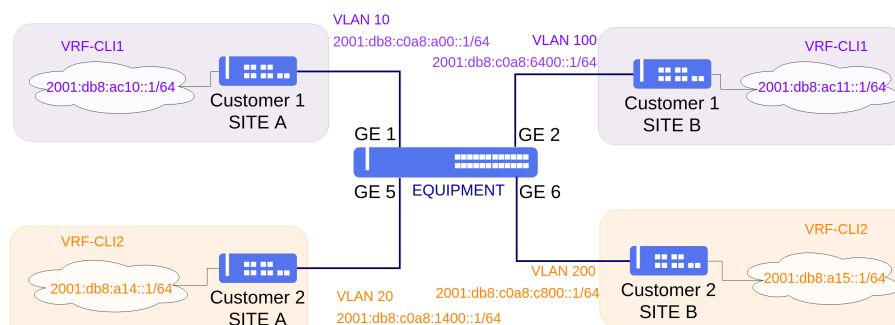 VLAN 10
2001:db8:c0a8:a00::1/64
VRF-CLI1
2001:db8:ac10::1/64
Customer 1
SITE A
VLAN 100
2001:db8:c0a8:6400::1/64
VRF-CLI1
2001:db8:ac11::1/64
Customer 1
SITE B
GE 1
GE 2
GE 5
EQUIPMENT
GE 6
VRF-CLI2
2001:db8:a14::1/64
Customer 2
SITE A
VLAN 20
2001:db8:c0a8:1400::1/64
VLAN 200
2001:db8:c0a8:c800::1/64
VRF-CLI2
2001:db8:a15::1/64
Customer 2
SITE B